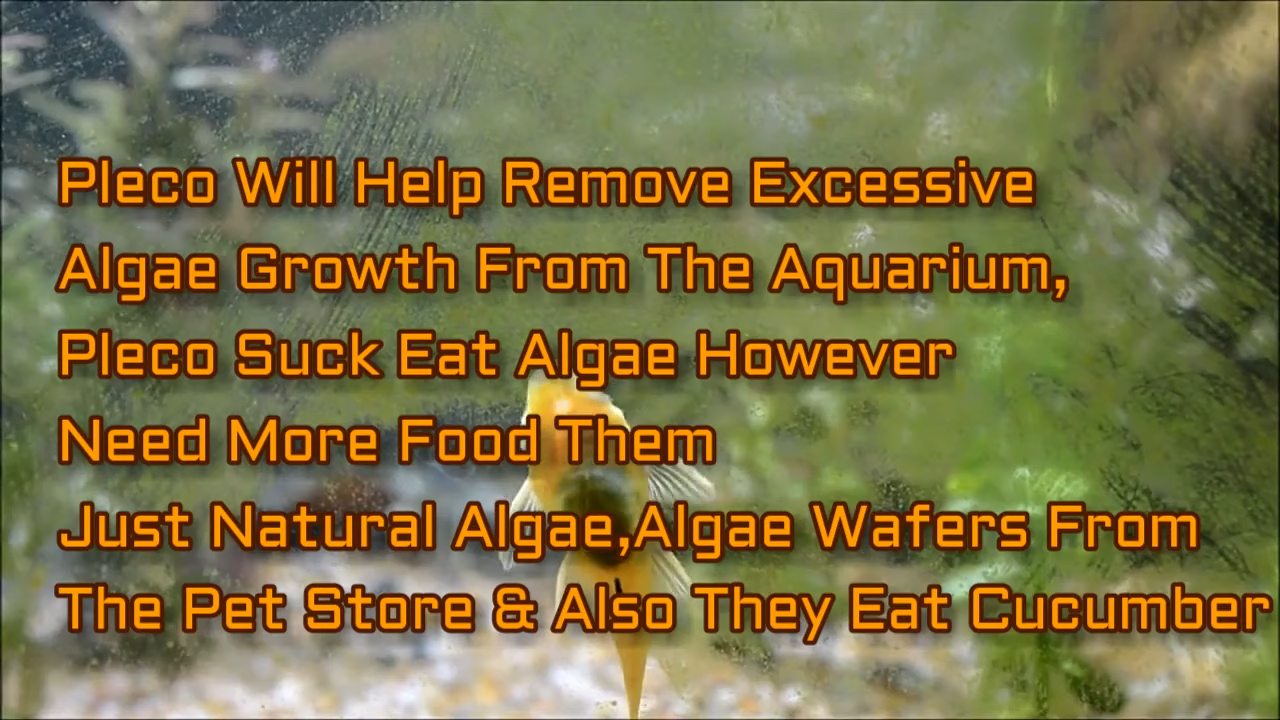 Pleco Will Help Remove Excessive
Algae Growth From The Aquarium,
Pleco Suck Eat Algae However
Need More Food Them
Just Natural Algae,Algae Wafers From
The Pet Store & Also They Eat Cucumber